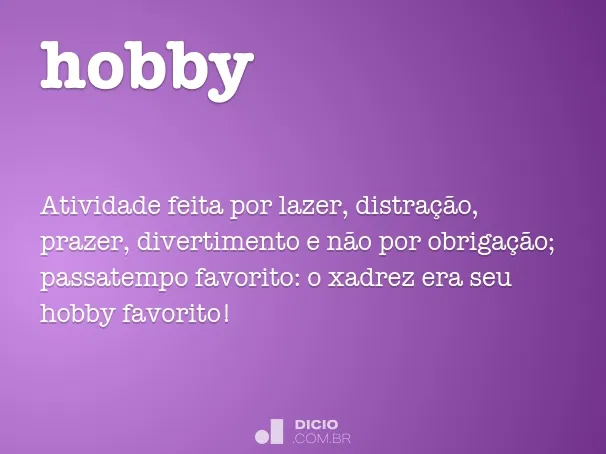 hobby
Atividade feita por lazer, distração,
prazer, divertimento e não por obrigação;
passatempo favorito: o xadrez era seu
hobby favorito!
DICIO
.COM.BR